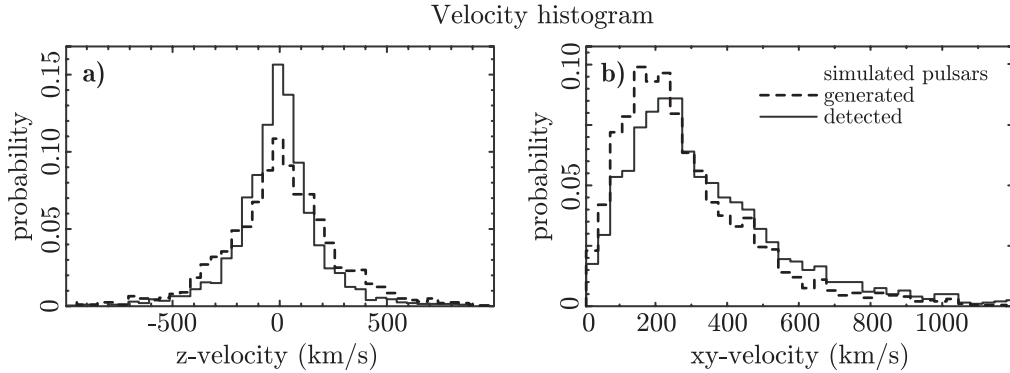 Velocity histogram
a)
probability
0 0.05 0.10 0.15
-500 0 500
z-velocity (km/s)
b)
simulated pulsars
generated
detected
probability
0 0.05 0.10
0 200 400 600 800 1000
xy-velocity (km/s)